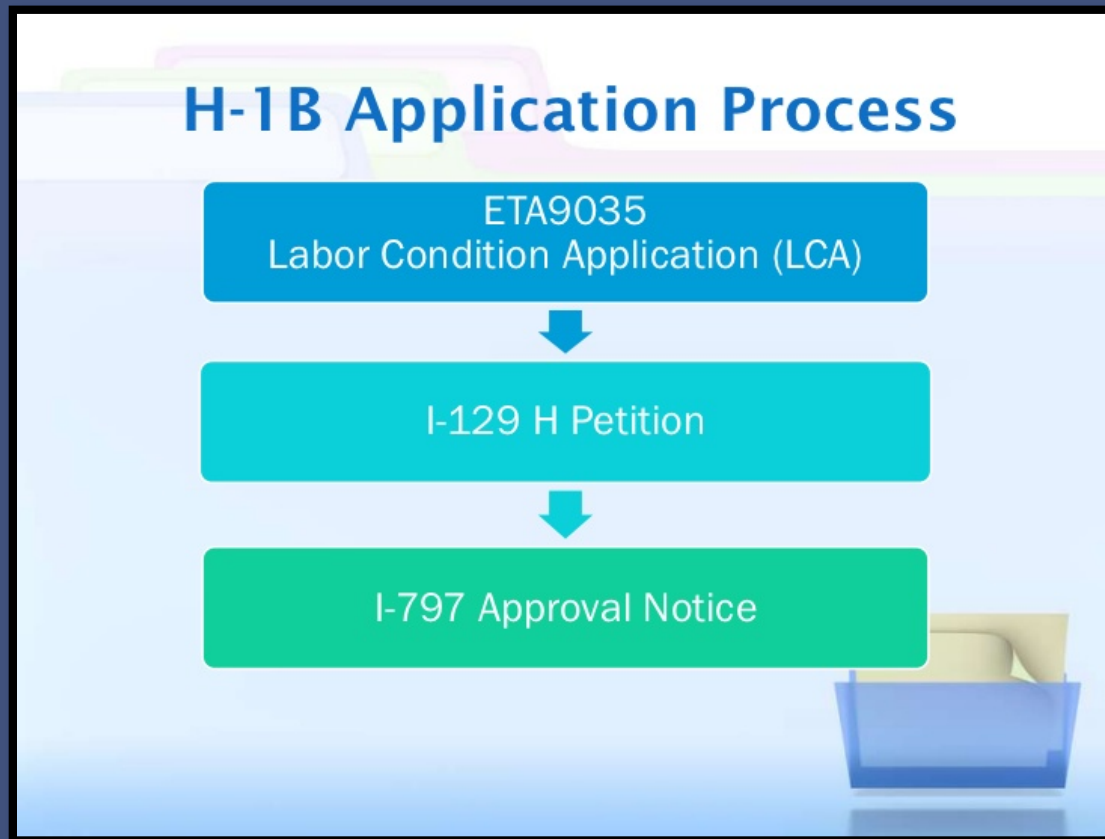 H-1B Application Process
ETA9035
Labor Condition Application (LCA)
I-129 H Petition
I-797 Approval Notice